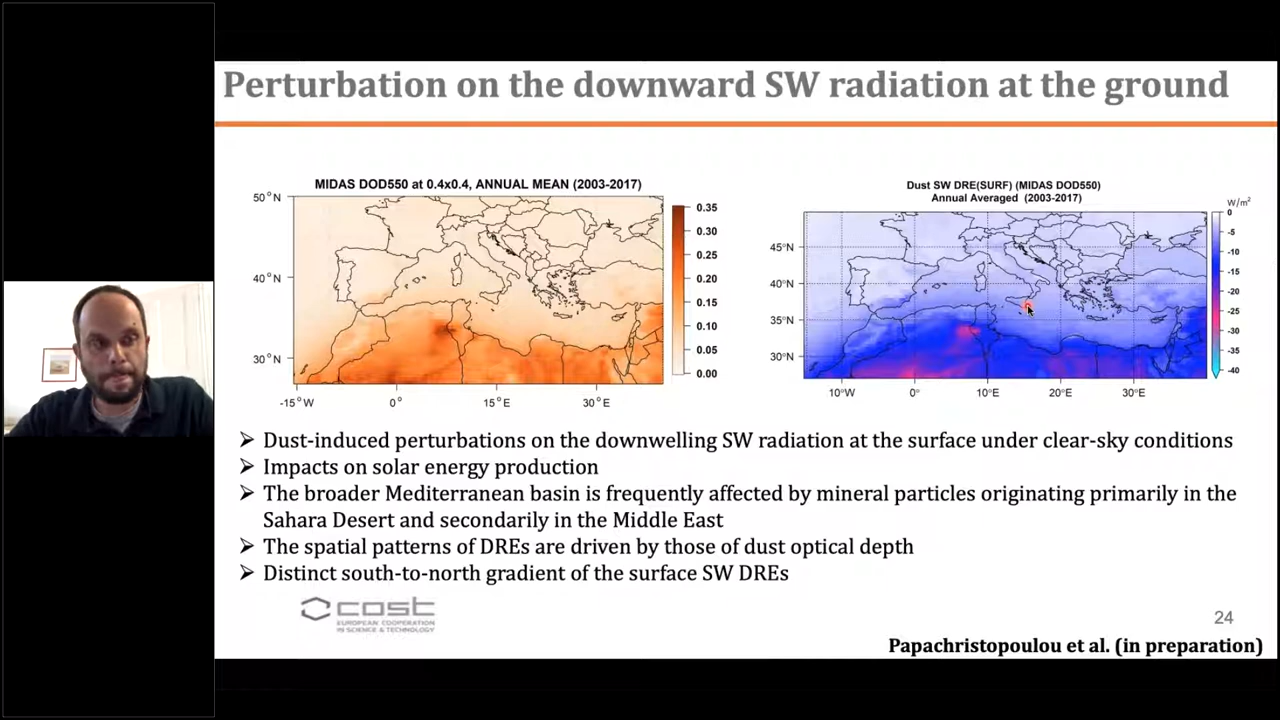 Perturbation on the downward SW radiation at the ground
MIDAS DOD550 at 0.4x0.4, ANNUAL MEAN (2003-2017)
50°N
40°N
30°N
-15°W
0°
15°E
30°E
0.35
0.30
0.25
0.20
0.15
0.10
0.05
0.00
Dust SW DRE(SURF) (MIDAS DOD550)
Annual Averaged (2003-2017)
W/m²
45°N
40°N
35°N
30°N
10°W
0°
10°E
20°E
30°E
0
-5
-10
-15
-20
-25
-30
-35
-40
➢ Dust-induced perturbations on the downwelling SW radiation at the surface under clear-sky conditions
➢ Impacts on solar energy production
➢ The broader Mediterranean basin is frequently affected by mineral particles originating primarily in the
Sahara Desert and secondarily in the Middle East
➢ The spatial patterns of DREs are driven by those of dust optical depth
➢ Distinct south-to-north gradient of the surface SW DREs
cost
EUROPEAN COOPERATION
IN SCIENCE & TECHNOLOGY
24
Papachristopoulou et al. (in preparation)